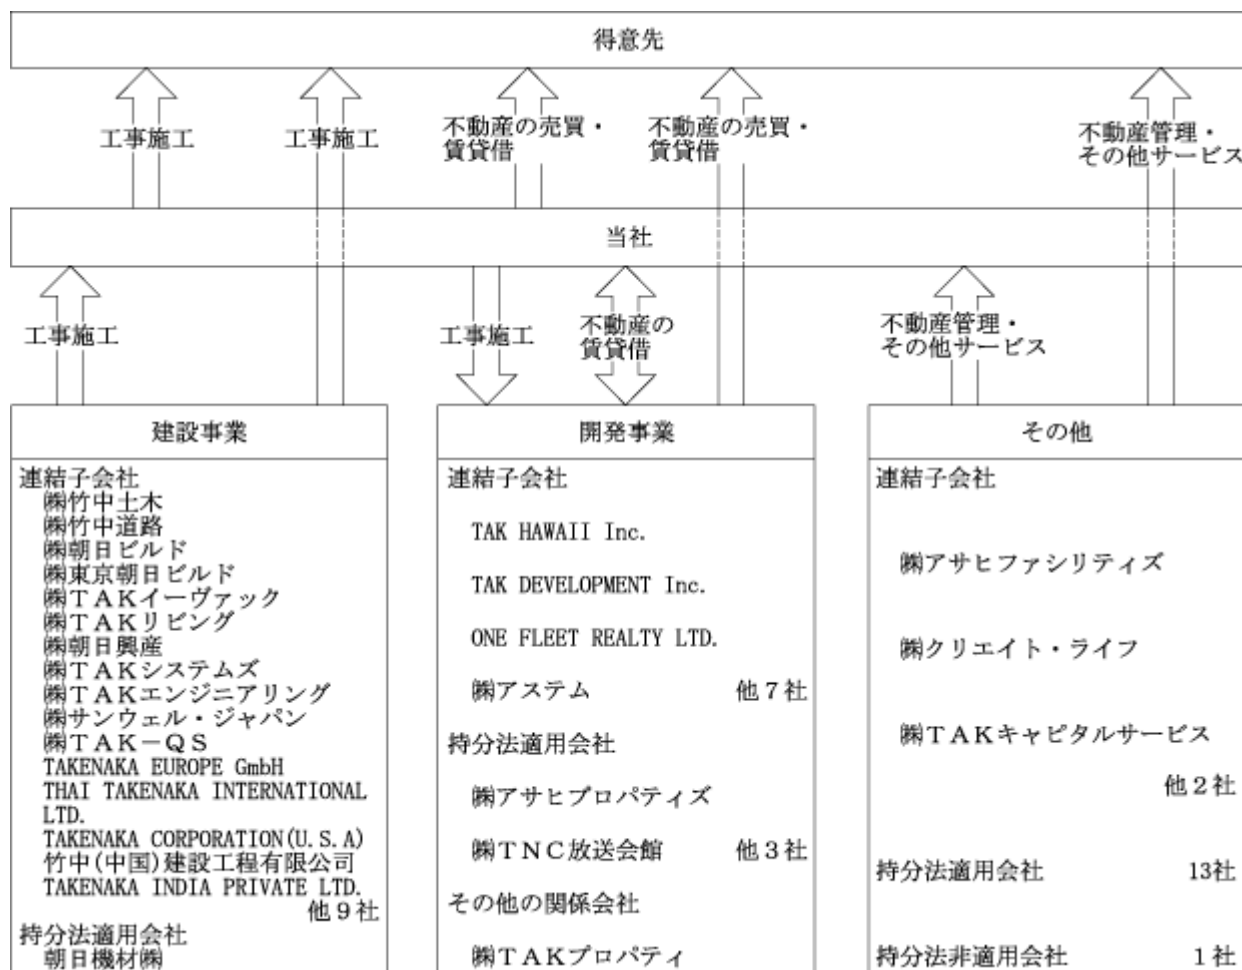 得意先
工事施工
工事施工
不動産の売買・
賃貸借
不動産の売買・
賃貸借
不動産管理・
その他サービス
当社
工事施工
工事施工
不動産の
賃貸借
不動産管理・
その他サービス
建設事業
連結子会社
㈱竹中土木
㈱竹中道路
㈱朝日ビルド
㈱東京朝日ビルド
㈱ＴＡＫイーヴァック
㈱ＴＡＫリビング
㈱朝日興産
㈱ＴＡＫシステムズ
㈱ＴＡＫエンジニアリング
㈱サンウェル・ジャパン
㈱ＴＡＫ－ＱＳ
TAKENAKA EUROPE GmbH
THAI TAKENAKA INTERNATIONAL
LTD.
TAKENAKA CORPORATION(U.S.A)
竹中(中国)建設工程有限公司
TAKENAKA INDIA PRIVATE LTD.
他９社
持分法適用会社
朝日機材㈱
開発事業
連結子会社
TAK HAWAII Inc.
TAK DEVELOPMENT Inc.
ONE FLEET REALTY LTD.
㈱アステム 他７社
持分法適用会社
㈱アサヒプロパティズ
㈱ＴＮＣ放送会館 他３社
その他の関係会社
㈱ＴＡＫプロパティ
その他
連結子会社
㈱アサヒファシリティズ
㈱クリエイト・ライフ
㈱ＴＡＫキャピタルサービス
他２社
持分法適用会社 13社
持分法非適用会社 １社